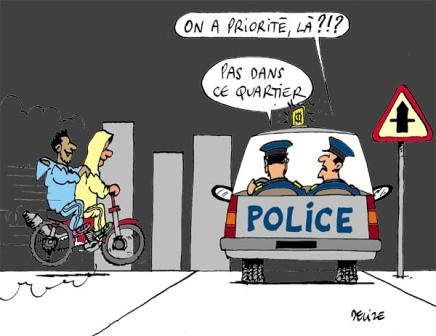 ON A PRIORITÉ, LÀ ?!?
PAS DANS
CE QUARTIER
POLICE
DELIZE